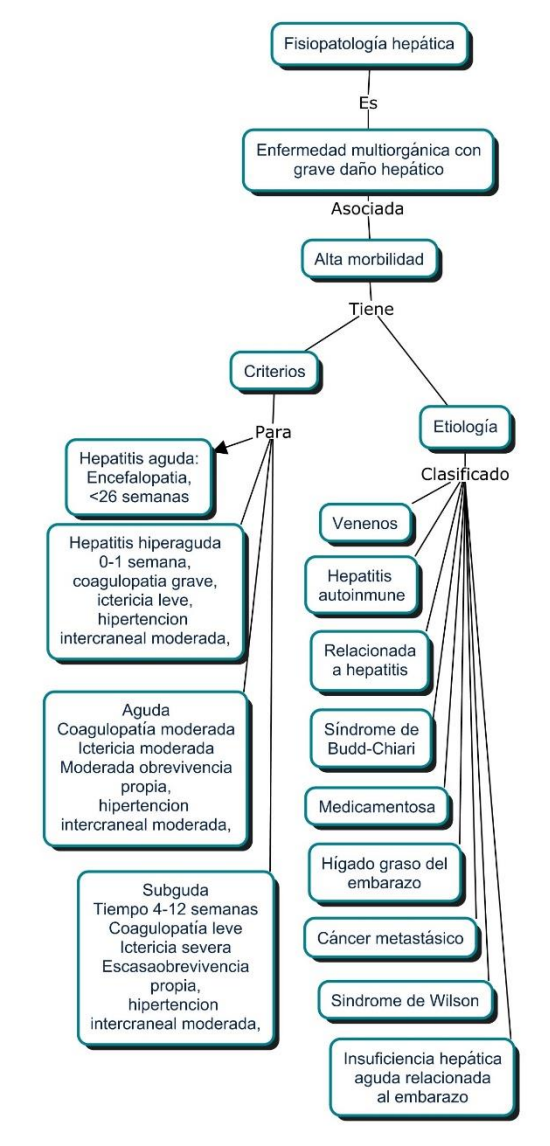 Fisiopatología hepática
Es
Enfermedad multiorgánica con
grave daño hepático
Asociada
Alta morbilidad
Tiene
Criterios
Para
Hepatitis aguda:
Encefalopatia,
<26 semanas
Hepatitis hiperaguda
0-1 semana,
coagulopatia grave,
ictericia leve,
hipertencion
intercraneal moderada,
Aguda
Coagulopatía moderada
Ictericia moderada
Moderada obrevivencia
propia,
hipertencion
intercraneal moderada,
Subguda
Tiempo 4-12 semanas
Coagulopatía leve
Ictericia severa
Escasaobrevivencia
propia,
hipertencion
intercraneal moderada,
Etiología
Clasificado
Venenos
Hepatitis
autoinmune
Relacionada
a hepatitis
Síndrome de
Budd-Chiari
Medicamentosa
Hígado graso del
embarazo
Cáncer metastásico
Sindrome de Wilson
Insuficiencia hepática
aguda relacionada
al embarazo